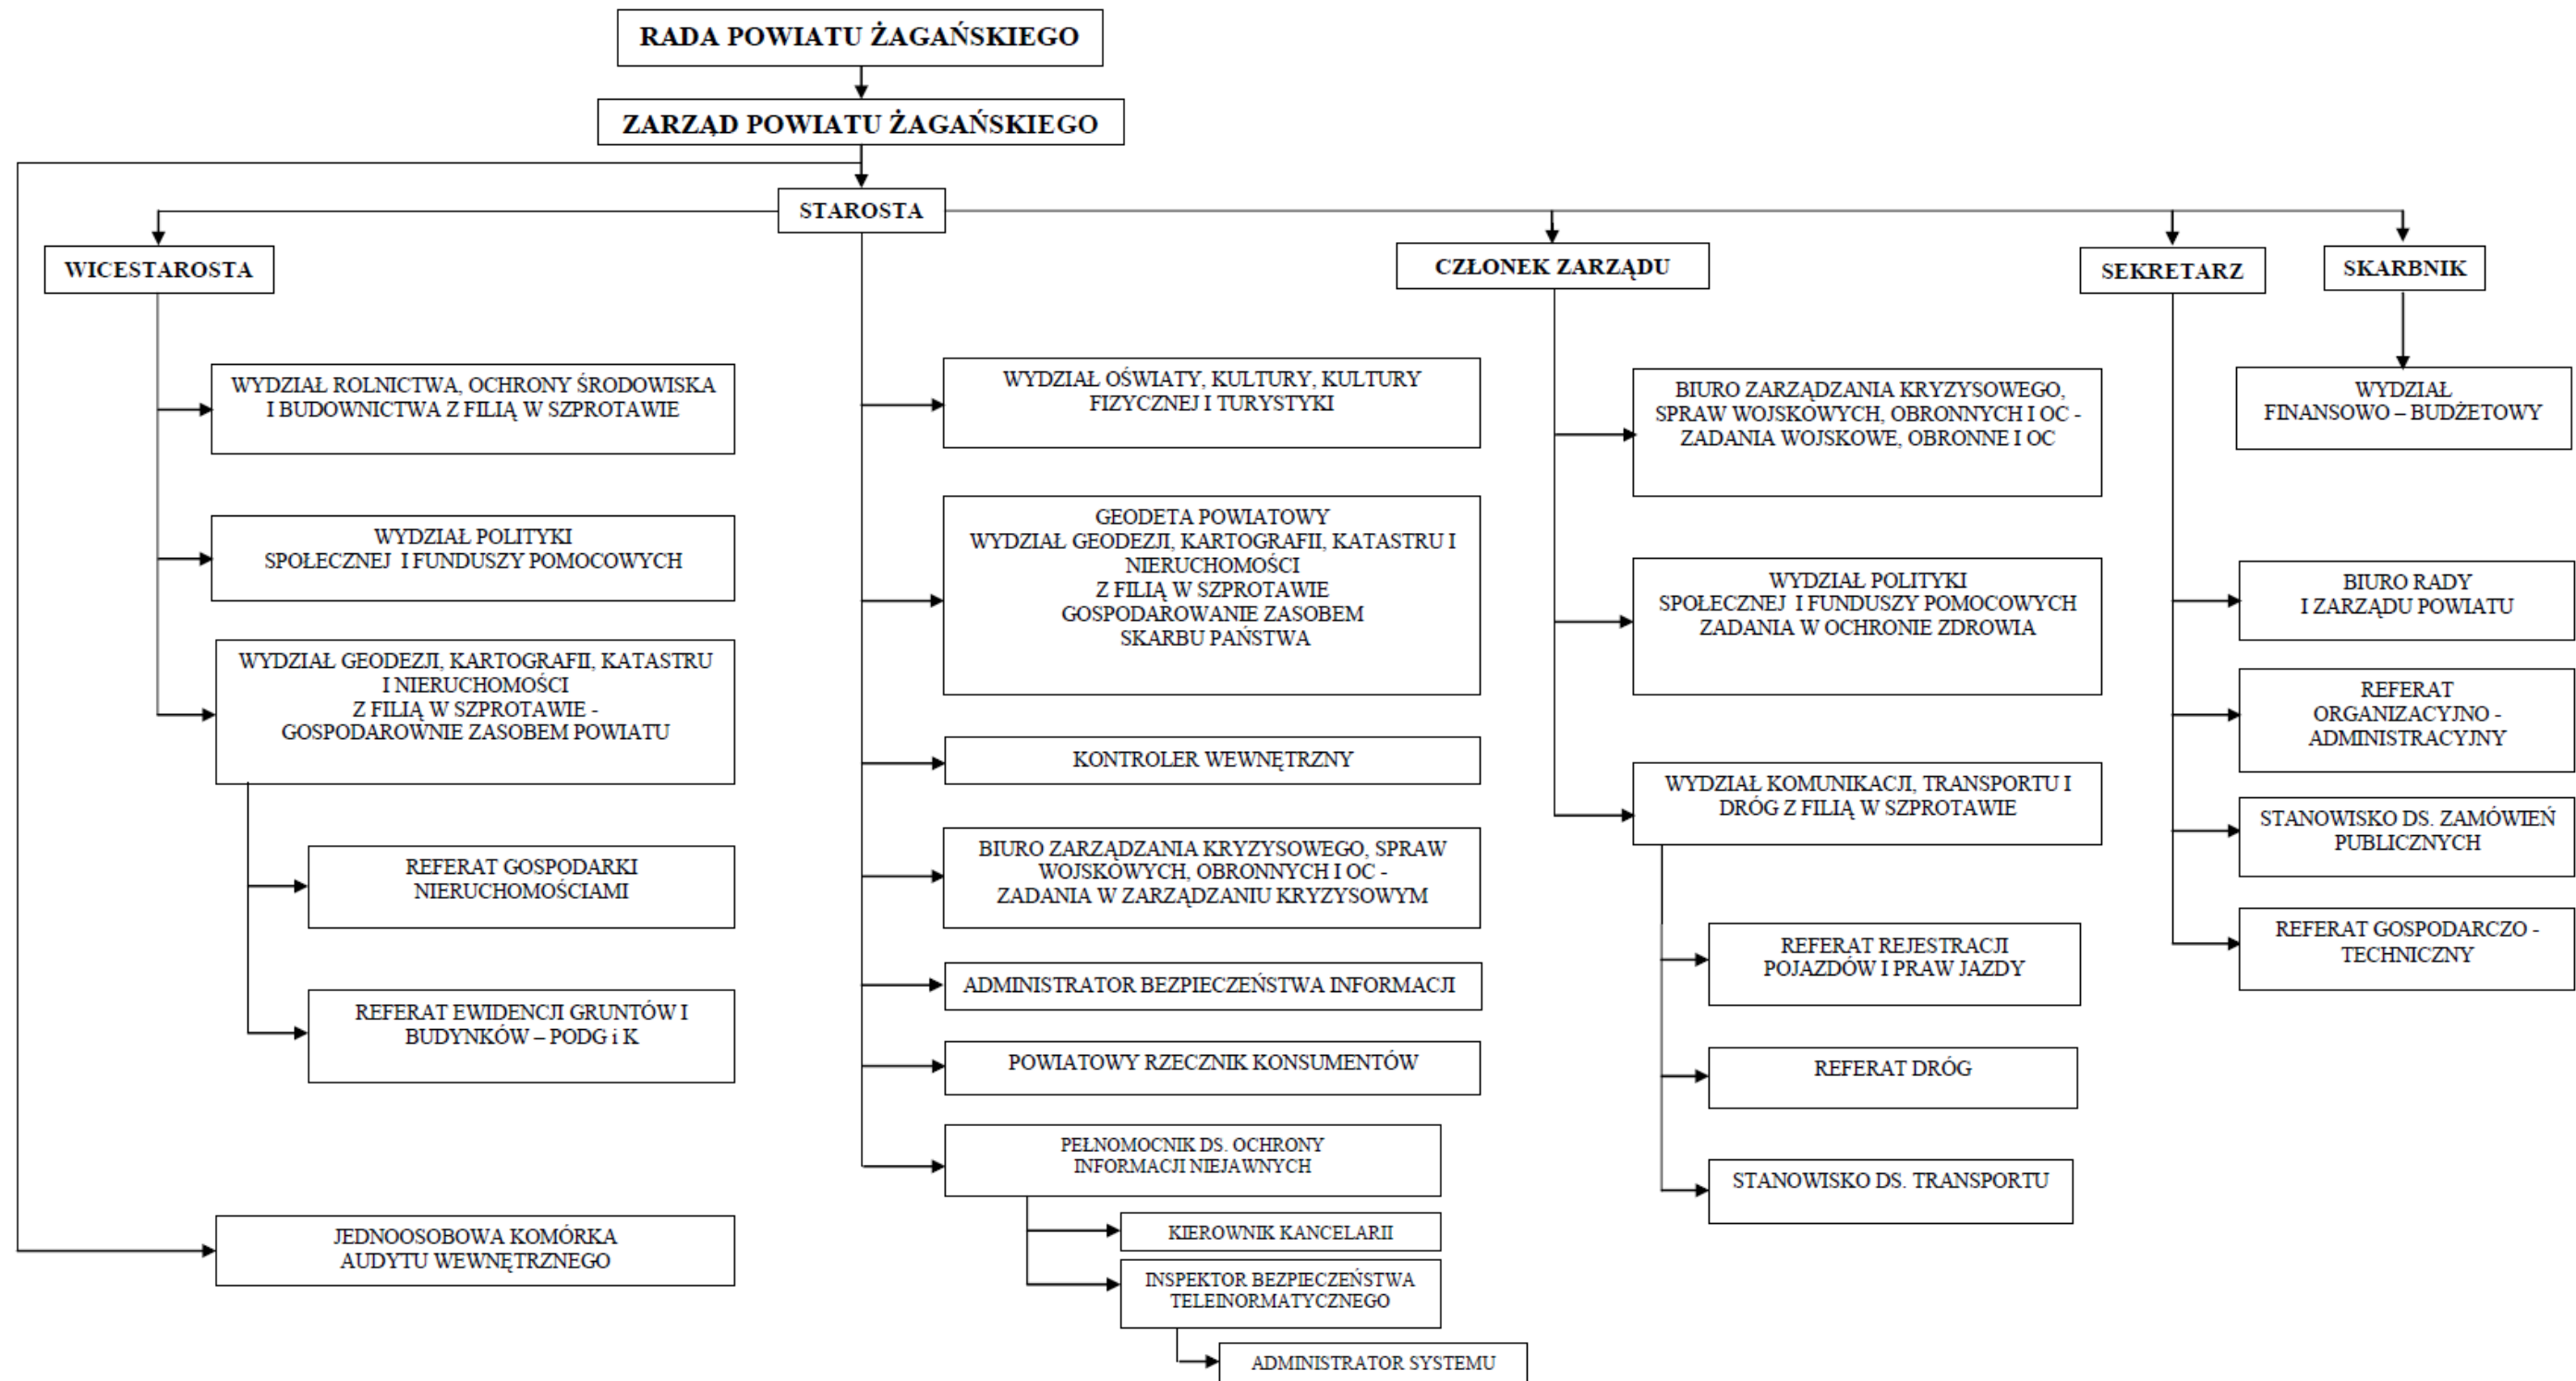 RADA POWIATU ŻAGAŃSKIEGO
ZARZĄD POWIATU ŻAGAŃSKIEGO
STAROSTA
WICESTAROSTA
CZŁONEK ZARZĄDU
SEKRETARZ
SKARBNIK
WYDZIAŁ ROLNICTWA, OCHRONY ŚRODOWISKA
I BUDOWNICTWA Z FILIĄ W SZPROTAWIE
WYDZIAŁ POLITYKI
SPOŁECZNEJ I FUNDUSZY POMOCOWYCH
WYDZIAŁ GEODEZJI, KARTOGRAFII, KATASTRU
I NIERUCHOMOŚCI
Z FILIĄ W SZPROTAWIE -
GOSPODAROWNIE ZASOBEM POWIATU
REFERAT GOSPODARKI
NIERUCHOMOŚCIAMI
REFERAT EWIDENCJI GRUNTÓW I
BUDYNKÓW – PODG i K
JEDNOOSOBOWA KOMÓRKA
AUDYTU WEWNĘTRZNEGO
WYDZIAŁ OŚWIATY, KULTURY, KULTURY
FIZYCZNEJ I TURYSTYKI
GEODETA POWIATOWY
WYDZIAŁ GEODEZJI, KARTOGRAFII, KATASTRU I
NIERUCHOMOŚCI
Z FILIĄ W SZPROTAWIE
GOSPODAROWANIE ZASOBEM
SKARBU PAŃSTWA
KONTROLER WEWNĘTRZNY
BIURO ZARZĄDZANIA KRYZYSOWEGO, SPRAW
WOJSKOWYCH, OBRONNYCH I OC -
ZADANIA W ZARZĄDZANIU KRYZYSOWYM
ADMINISTRATOR BEZPIECZEŃSTWA INFORMACJI
POWIATOWY RZECZNIK KONSUMENTÓW
PEŁNOMOCNIK DS. OCHRONY
INFORMACJI NIEJAWNYCH
KIEROWNIK KANCELARII
INSPEKTOR BEZPIECZEŃSTWA
TELEINORMATYCZNEGO
ADMINISTRATOR SYSTEMU
BIURO ZARZĄDZANIA KRYZYSOWEGO,
SPRAW WOJSKOWYCH, OBRONNYCH I OC -
ZADANIA WOJSKOWE, OBRONNE I OC
WYDZIAŁ POLITYKI
SPOŁECZNEJ I FUNDUSZY POMOCOWYCH
ZADANIA W OCHRONIE ZDROWIA
WYDZIAŁ KOMUNIKACJI, TRANSPORTU I
DRÓG Z FILIĄ W SZPROTAWIE
REFERAT REJESTRACJI
POJAZDÓW I PRAW JAZDY
REFERAT DRÓG
STANOWISKO DS. TRANSPORTU
BIURO RADY
I ZARZĄDU POWIATU
REFERAT
ORGANIZACYJNO -
ADMINISTRACYJNY
STANOWISKO DS. ZAMÓWIEŃ
PUBLICZNYCH
REFERAT GOSPODARCZO -
TECHNICZNY
WYDZIAŁ
FINANSOWO – BUDŻETOWY